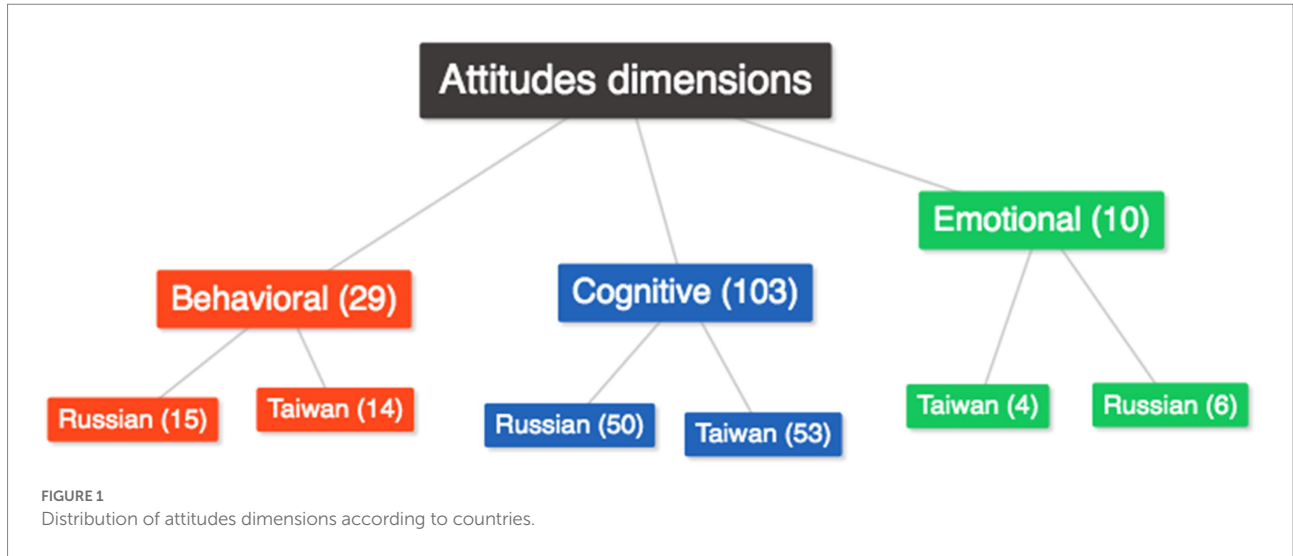 Attitudes dimensions
Emotional (10)
Behavioral (29)
Cognitive (103)
Russian (15)
Taiwan (14)
Russian (50)
Taiwan (53)
Taiwan (4)
Russian (6)
FIGURE 1
Distribution of attitudes dimensions according to countries.